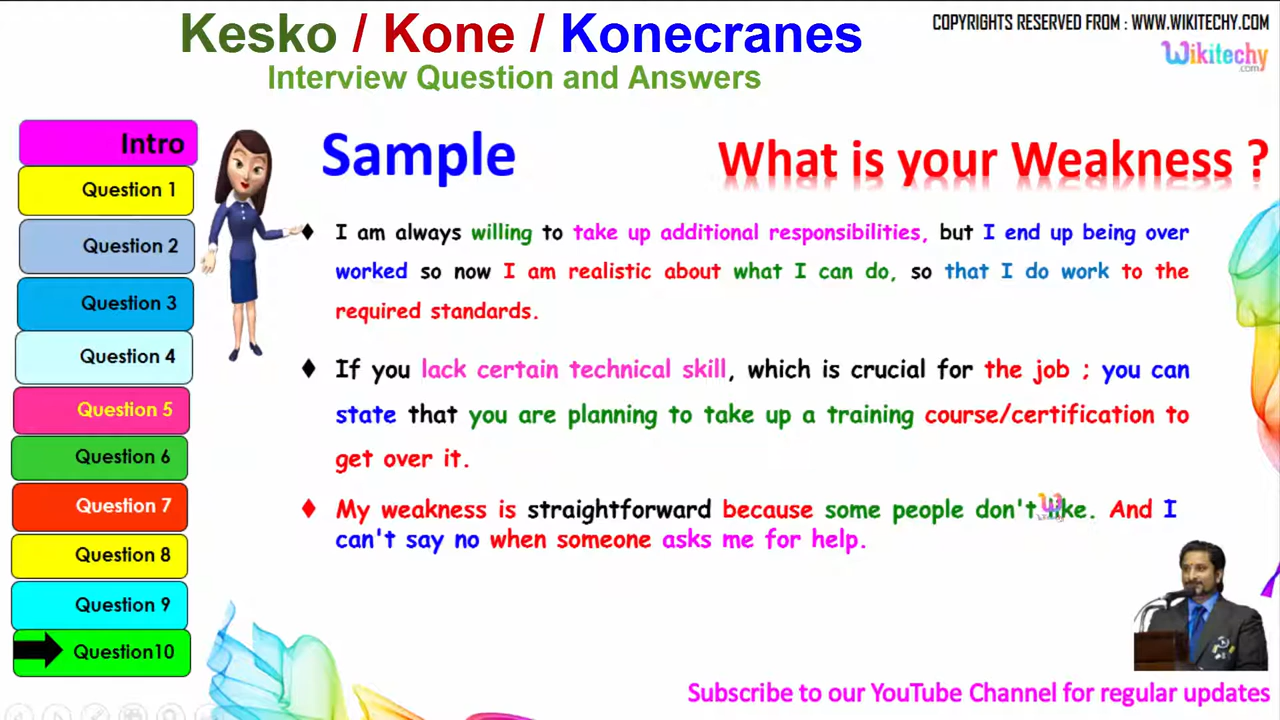 Kesko / Kone / Konecranes
COPYRIGHTS RESERVED FROM : WWW.WIKITECHY.COM
Wikitechy
.com
Interview Question and Answers
Intro
Question 1
Question 2
Question 3
Question 4
Question 5
Question 6
Question 7
Question 8
Question 9
Question10
Sample
What is your Weakness ?
I am always willing to take up additional responsibilities, but I end up being over
worked so now I am realistic about what I can do, so that I do work to the
required standards.
If you lack certain technical skill, which is crucial for the job ; you can
state that you are planning to take up a training course/certification to
get over it.
My weakness is straightforward because some people don't like. And I
can't say no when someone asks me for help.
Subscribe to our YouTube Channel for regular updates